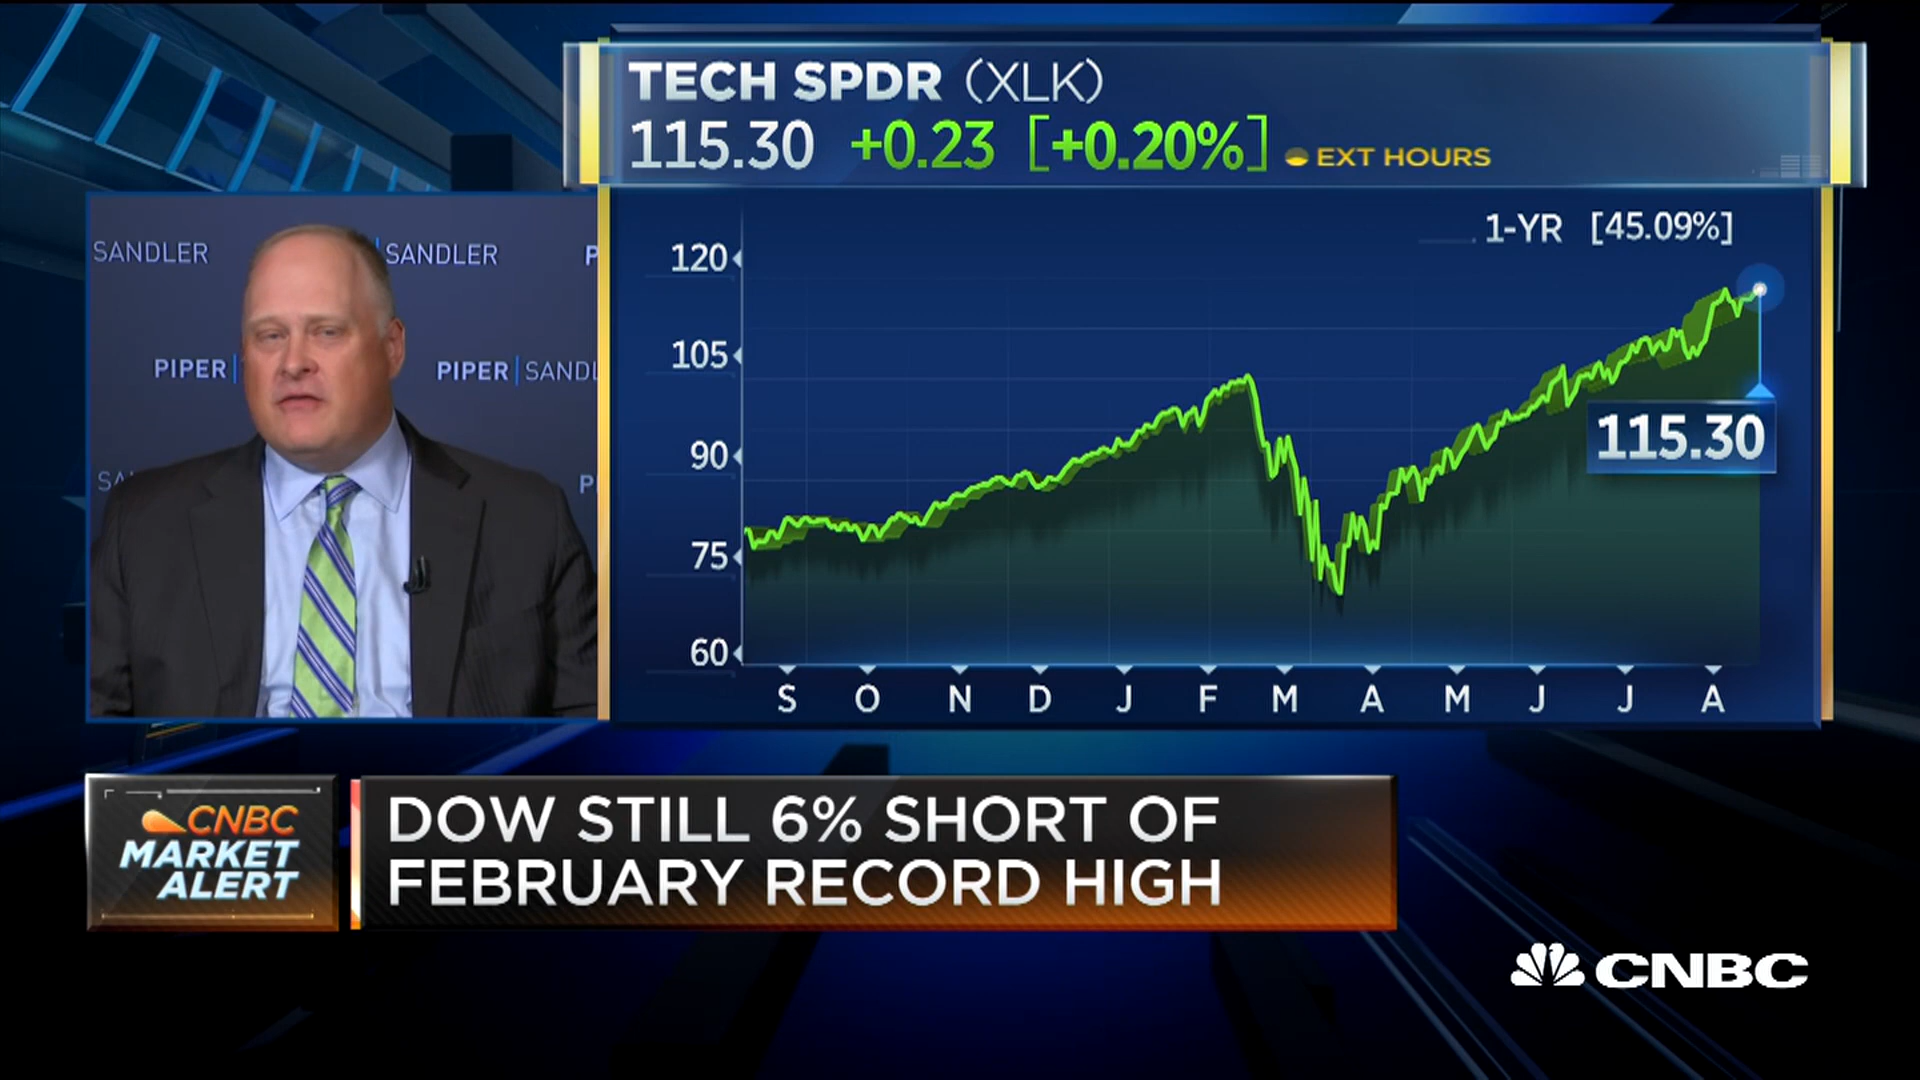 TECH SPDR (XLK)
115.30 +0.23 [+0.20%] EXT HOURS
1-YR [45.09%]
120
105
90
75
60
115.30
S O N D J F M A M J J A
SANDLER SANDLER P
PIPER | PIPER | SANDL
SA P
CNBC
MARKET
ALERT
DOW STILL 6% SHORT OF
FEBRUARY RECORD HIGH
CNBC